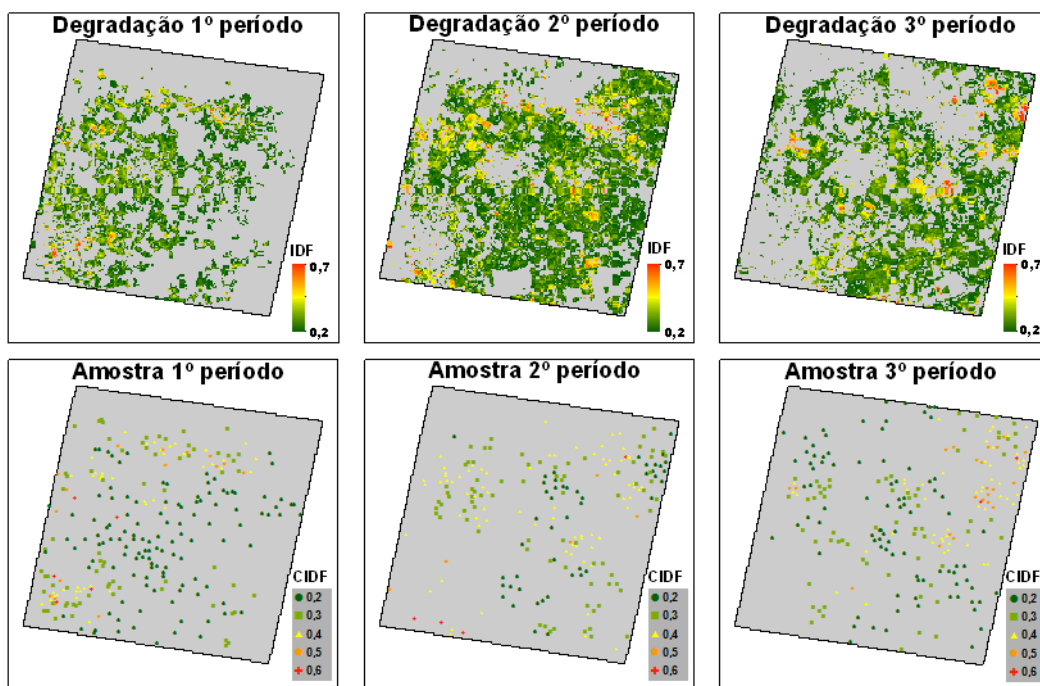 Degradação 1º período
IDF
0,7
0,2
Degradação 2º período
IDF
0,7
0,2
Degradação 3º período
IDF
0,7
0,2
Amostra 1º período
CIDF
0,2
0,3
0,4
0,5
0,6
Amostra 2º período
CIDF
0,2
0,3
0,4
0,5
0,6
Amostra 3º período
CIDF
0,2
0,3
0,4
0,5
0,6